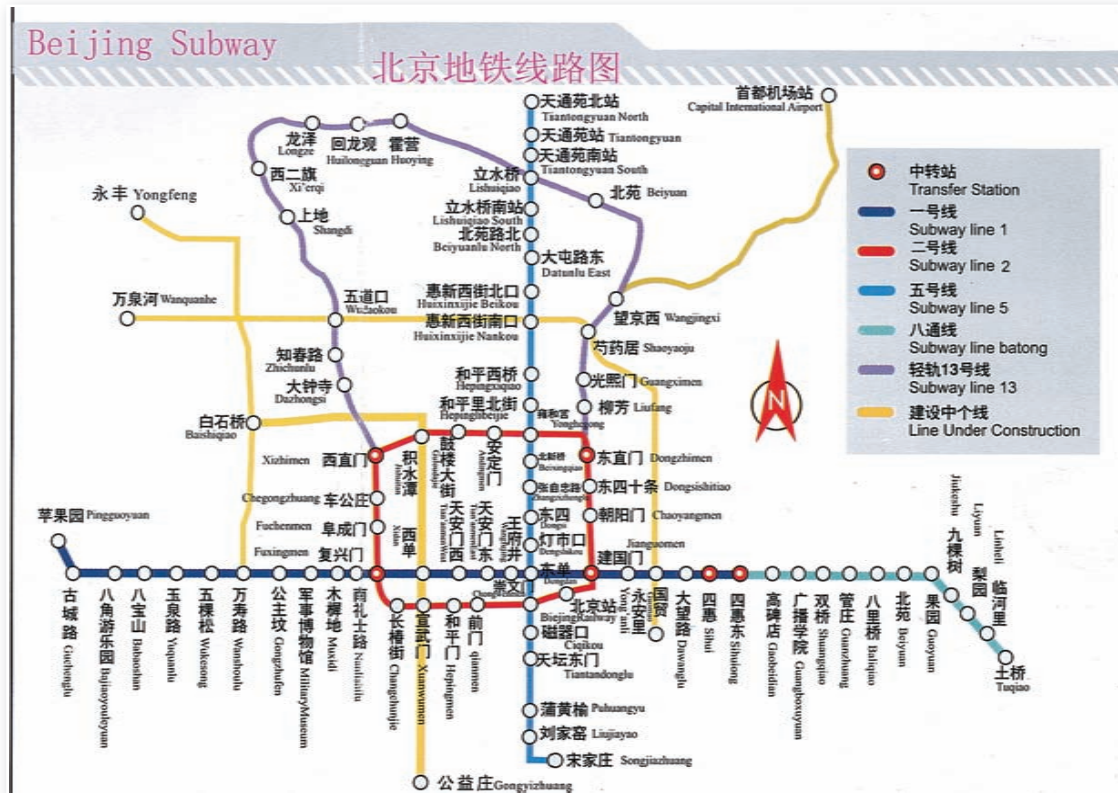 Beijing Subway
北京地铁线路图
首都机场站
Capital International Airport
天通苑北站
Tiantongyuan North
天通苑站 Tiantongyuan
天通苑南站
Tiantongyuan South
龙泽
Longze
回龙观
Huilongguan
霍营
Huoying
西二旗
Xi'erqi
上地
Shangdi
永丰 Yongfeng
立水桥
Lishuiqiao
北苑 Beiyuan
立水桥南站
Lishuiqiao South
北苑路北
Beiyuanlu North
大屯路东
Datunlu East
惠新西街北口
Huixinxijie Beikou
惠新西街南口
Huixinxijie Nankou
万泉河 Wanquanhe
五道口
Wudaokou
望京西 Wangjingxi
芍药居 Shaoyaoju
知春路
Zhichunlu
大钟寺
Dazhongsi
和平西桥
Hepingxiqiao
光熙门 Guangximen
和平里北街
Hepinglibeijie
柳芳 Liufang
雍和宫
Yonghegong
白石桥
Baishiqiao
Xizhimen 西直门
积水潭
鼓楼大街
安定门
北新桥
Beixingqiao
东直门 Dongzhimen
Chegongzhuang 车公庄
张自忠路
东四十条 Dongsishitiao
Fuchenmen 阜成门
西单
Xidan
天安门西
Tian'anmenWest
天安门东
Tian'anmenEast
王府井
东四
Dongsi
朝阳门 Chaoyangmen
灯市口
Dengshikou
Jianguomen
建国门
Fuxingmen 复兴门
东单
Dongdan
崇文门
北京站
BiejingRailway
苹果园 Pingguoyuan
古城路
Guchenglu
八角游乐园
Bajiaoyouleyuan
八宝山
Babaoshan
玉泉路
Yuquanlu
五棵松
Wukesong
万寿路
Wanshoulu
公主坟
Gongzhufen
军事博物馆
MilitaryMuseum
木樨地
Muxidi
南礼士路
长椿街
Changchunjie
宣武门
Xuanwumen
和平门
Hepingmen
前门
qianmen
磁器口
Ciqikou
天坛东门
Tiantandonglu
蒲黄榆 Puhuangyu
刘家窑 Liujiayao
宋家庄 Songjiazhuang
公益庄 Gongyizhuang
永安里
Yong'anli
国贸
大望路
Dawanglu
四惠
Sihui
四惠东
高碑店
Gaobeidian
广播学院
Guangboxuyuan
双桥
Shuangqiao
管庄
Guanzhuang
八里桥
Baliqiao
北苑
Beiyuan
果园
Guoyuan
九棵树
Jiukeshu
梨园
Liyuan
临河里
Linheli
土桥
Tuqiao
N
中转站
Transfer Station
一号线
Subway line 1
二号线
Subway line 2
五号线
Subway line 5
八通线
Subway line batong
轻轨13号线
Subway line 13
建设中个线
Line Under Construction